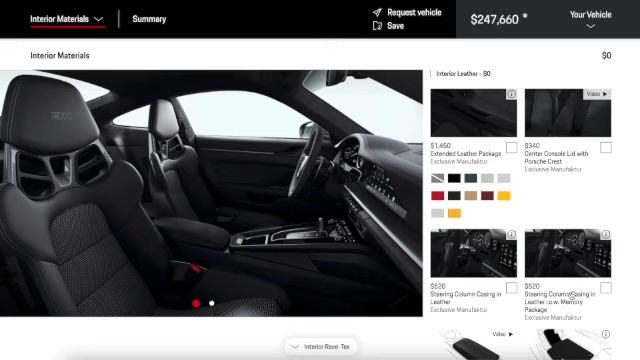 Interior Materials
Summary
Request vehicle
Save
$247,660 *
Your Vehicle
Interior Materials
$0
Interior Leather - $0
Video
$1,450
Extended Leather Package
Exclusive Manufaktur
$340
Center Console Lid with
Porsche Crest
Exclusive Manufaktur
$520
Steering Column Casing in
Leather
Exclusive Manufaktur
$520
Steering Column Casing in
Leather i.c.w. Memory
Package
Exclusive Manufaktur
Video
Interior Race-Tex